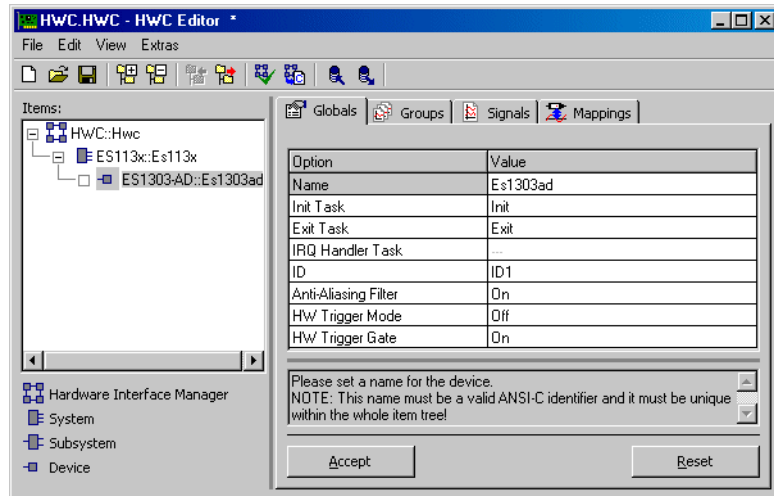 HWC.HWC - HWC Editor *
File Edit View Extras
Items:
HWC::Hwc
ES113x::Es113x
ES1303-AD::Es1303ad
Hardware Interface Manager
System
Subsystem
Device
Globals Groups Signals Mappings
Option Value
Name Es1303ad
Init Task Init
Exit Task Exit
IRQ Handler Task ---
ID ID1
Anti-Aliasing Filter On
HW Trigger Mode Off
HW Trigger Gate On
Please set a name for the device.
NOTE: This name must be a valid ANSI-C identifier and it must be unique
within the whole item tree!
Accept Reset